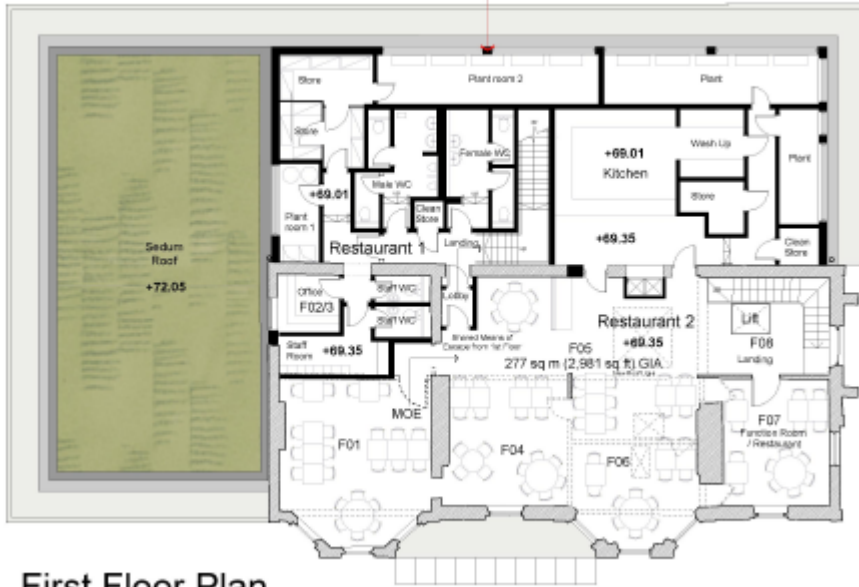 Store
Plant room 2
Plant
Store
+69.01
Kitchen
Wash Up
Female WC
Male WC
Plant
+69.01
Store
Clean
Store
Plant
room 1
Restaurant 1
Landing
+69.35
Clean
Store
Sedum
Roof
+72.05
Office
F02/3
Staff WC
Lobby
Staff WC
Restaurant 2
+69.35
Lift
F08
Landing
Staff
Room
+69.35
Shared Means of
Escape from 1st Floor
F05
277 sq m (2,981 sq ft) GIA
MOE
F01
F04
F06
F07
Function Room
/ Restaurant
First Floor Plan